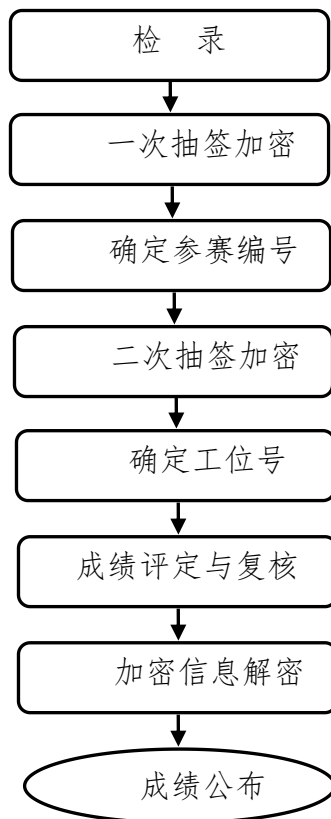 检 录
一次抽签加密
确定参赛编号
二次抽签加密
确定工位号
成绩评定与复核
加密信息解密
成绩公布